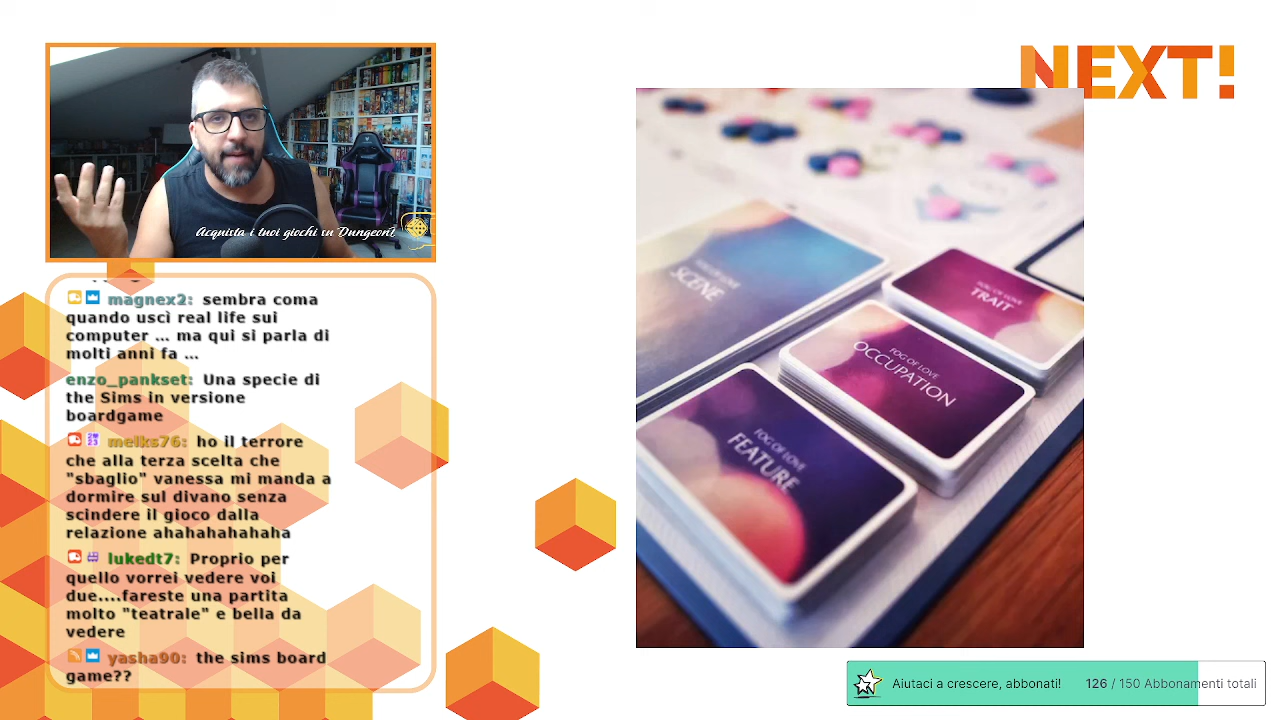 NEXT!
Acquista i tuoi giochi su Dungeon
magnex2: sembra coma
quando uscì real life sui
computer ... ma qui si parla di
molti anni fa ...
enzo_pankset: Una specie di
the Sims in versione
boardgame
melks76: ho il terrore
che alla terza scelta che
"sbaglio" vanessa mi manda a
dormire sul divano senza
scindere il gioco dalla
relazione ahahahahahaha
lukedt7: Proprio per
quello vorrei vedere voi
due....fareste una partita
molto "teatrale" e bella da
vedere
yasha90: the sims board
game??
FOG OF LOVE
SCENE
FOG OF LOVE
TRAIT
FOG OF LOVE
OCCUPATION
FOG OF LOVE
FEATURE
Aiutaci a crescere, abbonati! 126 / 150 Abbonamenti totali